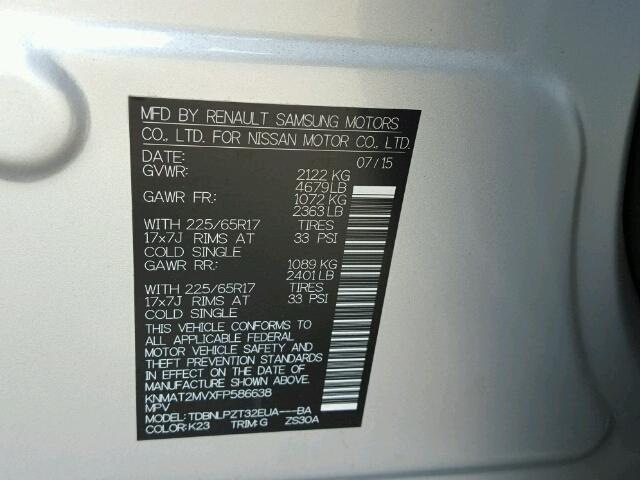 MFD BY RENAULT SAMSUNG MOTORS
CO., LTD. FOR NISSAN MOTOR CO., LTD.
DATE: 07/15
GVWR: 2122 KG
4679LB
GAWR FR: 1072 KG
2363LB
WITH 225/65R17 TIRES
17x7J RIMS AT 33 PSI
COLD SINGLE
GAWR RR: 1089 KG
2401LB
WITH 225/65R17 TIRES
17x7J RIMS AT 33 PSI
COLD SINGLE
THIS VEHICLE CONFORMS TO
ALL APPLICABLE FEDERAL
MOTOR VEHICLE SAFETY AND
THEFT PREVENTION STANDARDS
IN EFFECT ON THE DATE OF
MANUFACTURE SHOWN ABOVE.
KNMAT2MVXFP586638
MPV
MODEL:TDBNLPZT32EUA---BA
COLOR:K23 TRIM:G ZS30A